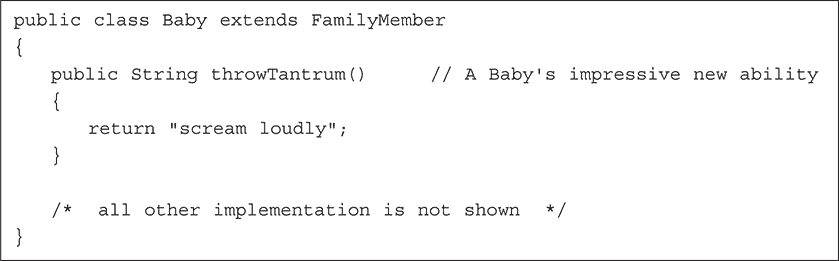 public class Baby extends FamilyMember
{
public String throwTantrum() // A Baby's impressive new ability
{
return "scream loudly";
}
/* all other implementation is not shown */
}